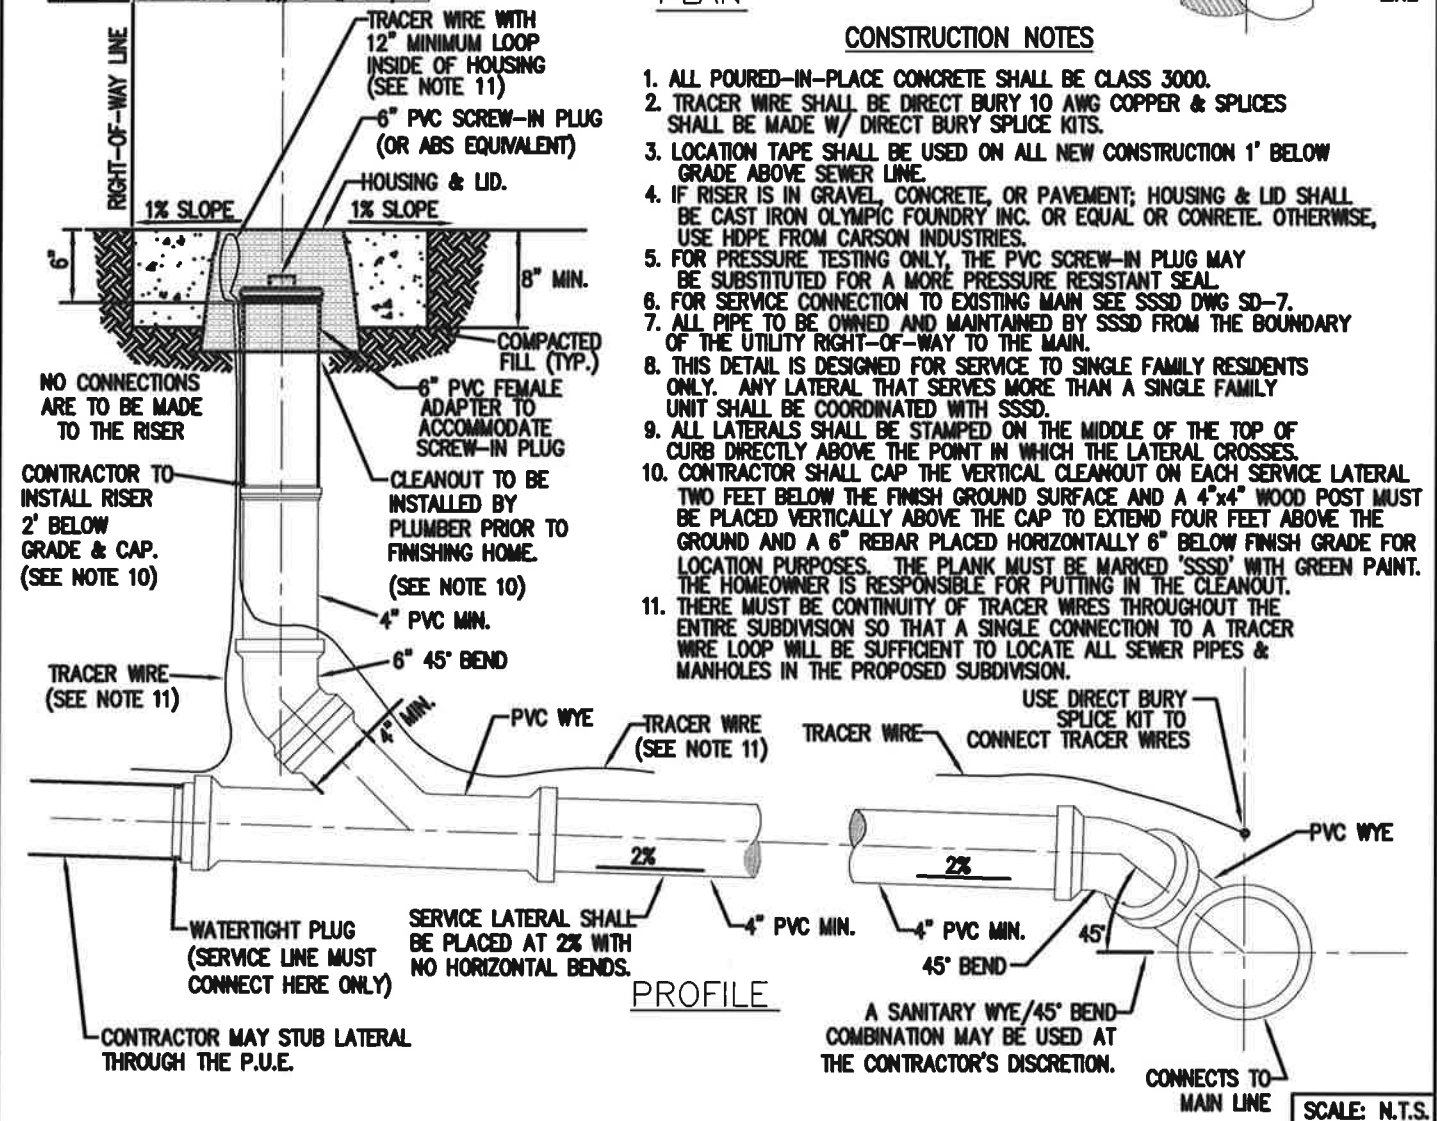 PLAN
RIGHT-OF-WAY LINE
TRACER WIRE WITH
12" MINIMUM LOOP
INSIDE OF HOUSING
(SEE NOTE 11)
6" PVC SCREW-IN PLUG
(OR ABS EQUIVALENT)
HOUSING & LID.
1% SLOPE
1% SLOPE
6"
8" MIN.
COMPACTED
FILL (TYP.)
NO CONNECTIONS
ARE TO BE MADE
TO THE RISER
6" PVC FEMALE
ADAPTER TO
ACCOMMODATE
SCREW-IN PLUG
CONTRACTOR TO
INSTALL RISER
2' BELOW
GRADE & CAP.
(SEE NOTE 10)
CLEANOUT TO BE
INSTALLED BY
PLUMBER PRIOR TO
FINISHING HOME.
(SEE NOTE 10)
4" PVC MIN.
6" 45° BEND
TRACER WIRE
(SEE NOTE 11)
4" MIN.
PVC WYE
TRACER WIRE
(SEE NOTE 11)
CONSTRUCTION NOTES
1. ALL POURED-IN-PLACE CONCRETE SHALL BE CLASS 3000.
2. TRACER WIRE SHALL BE DIRECT BURY 10 AWG COPPER & SPLICES
SHALL BE MADE W/ DIRECT BURY SPLICE KITS.
3. LOCATION TAPE SHALL BE USED ON ALL NEW CONSTRUCTION 1' BELOW
GRADE ABOVE SEWER LINE.
4. IF RISER IS IN GRAVEL, CONCRETE, OR PAVEMENT; HOUSING & LID SHALL
BE CAST IRON OLYMPIC FOUNDRY INC. OR EQUAL OR CONRETE. OTHERWISE,
USE HDPE FROM CARSON INDUSTRIES.
5. FOR PRESSURE TESTING ONLY, THE PVC SCREW-IN PLUG MAY
BE SUBSTITUTED FOR A MORE PRESSURE RESISTANT SEAL.
6. FOR SERVICE CONNECTION TO EXISTING MAIN SEE SSSD DWG SD-7.
7. ALL PIPE TO BE OWNED AND MAINTAINED BY SSSD FROM THE BOUNDARY
OF THE UTILITY RIGHT-OF-WAY TO THE MAIN.
8. THIS DETAIL IS DESIGNED FOR SERVICE TO SINGLE FAMILY RESIDENTS
ONLY. ANY LATERAL THAT SERVES MORE THAN A SINGLE FAMILY
UNIT SHALL BE COORDINATED WITH SSSD.
9. ALL LATERALS SHALL BE STAMPED ON THE MIDDLE OF THE TOP OF
CURB DIRECTLY ABOVE THE POINT IN WHICH THE LATERAL CROSSES.
10. CONTRACTOR SHALL CAP THE VERTICAL CLEANOUT ON EACH SERVICE LATERAL
TWO FEET BELOW THE FINISH GROUND SURFACE AND A 4"x4" WOOD POST MUST
BE PLACED VERTICALLY ABOVE THE CAP TO EXTEND FOUR FEET ABOVE THE
GROUND AND A 6" REBAR PLACED HORIZONTALLY 6" BELOW FINISH GRADE FOR
LOCATION PURPOSES. THE PLANK MUST BE MARKED 'SSSD' WITH GREEN PAINT.
THE HOMEOWNER IS RESPONSIBLE FOR PUTTING IN THE CLEANOUT.
11. THERE MUST BE CONTINUITY OF TRACER WIRES THROUGHOUT THE
ENTIRE SUBDIVISION SO THAT A SINGLE CONNECTION TO A TRACER
WIRE LOOP WILL BE SUFFICIENT TO LOCATE ALL SEWER PIPES &
MANHOLES IN THE PROPOSED SUBDIVISION.
TRACER WIRE
USE DIRECT BURY
SPLICE KIT TO
CONNECT TRACER WIRES
PVC WYE
2%
2%
WATERTIGHT PLUG
(SERVICE LINE MUST
CONNECT HERE ONLY)
SERVICE LATERAL SHALL
BE PLACED AT 2% WITH
NO HORIZONTAL BENDS.
4" PVC MIN.
4" PVC MIN.
45°
45° BEND
PROFILE
CONTRACTOR MAY STUB LATERAL
THROUGH THE P.U.E.
A SANITARY WYE/45° BEND
COMBINATION MAY BE USED AT
THE CONTRACTOR'S DISCRETION.
CONNECTS TO
MAIN LINE
SCALE: N.T.S.